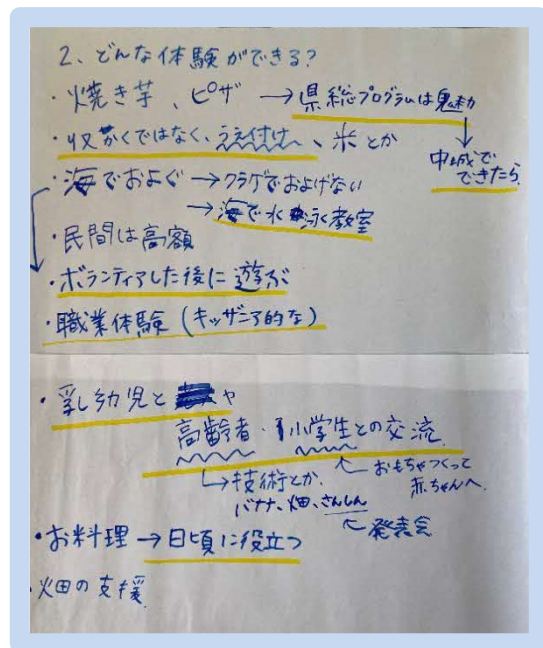 2、どんな体験ができる?
・焼き芋、ピザ → 県総プログラムは魅力
↓
中城で
できたら
・収かくではなく、うえ付け、米とか
・海でおよぐ → クラゲでおよげない
→ 海で水泳教室
・民間は高額
・ボランティアした後に遊ぶ
・職業体験(キッザニア的な)
・乳幼児と
や
高齢者・小学生との交流
↳技術とか
バナナ、畑、さんしん
←おもちゃつくって
赤ちゃんへ
←発表会
・お料理 → 日頃に役立つ
・畑の支援